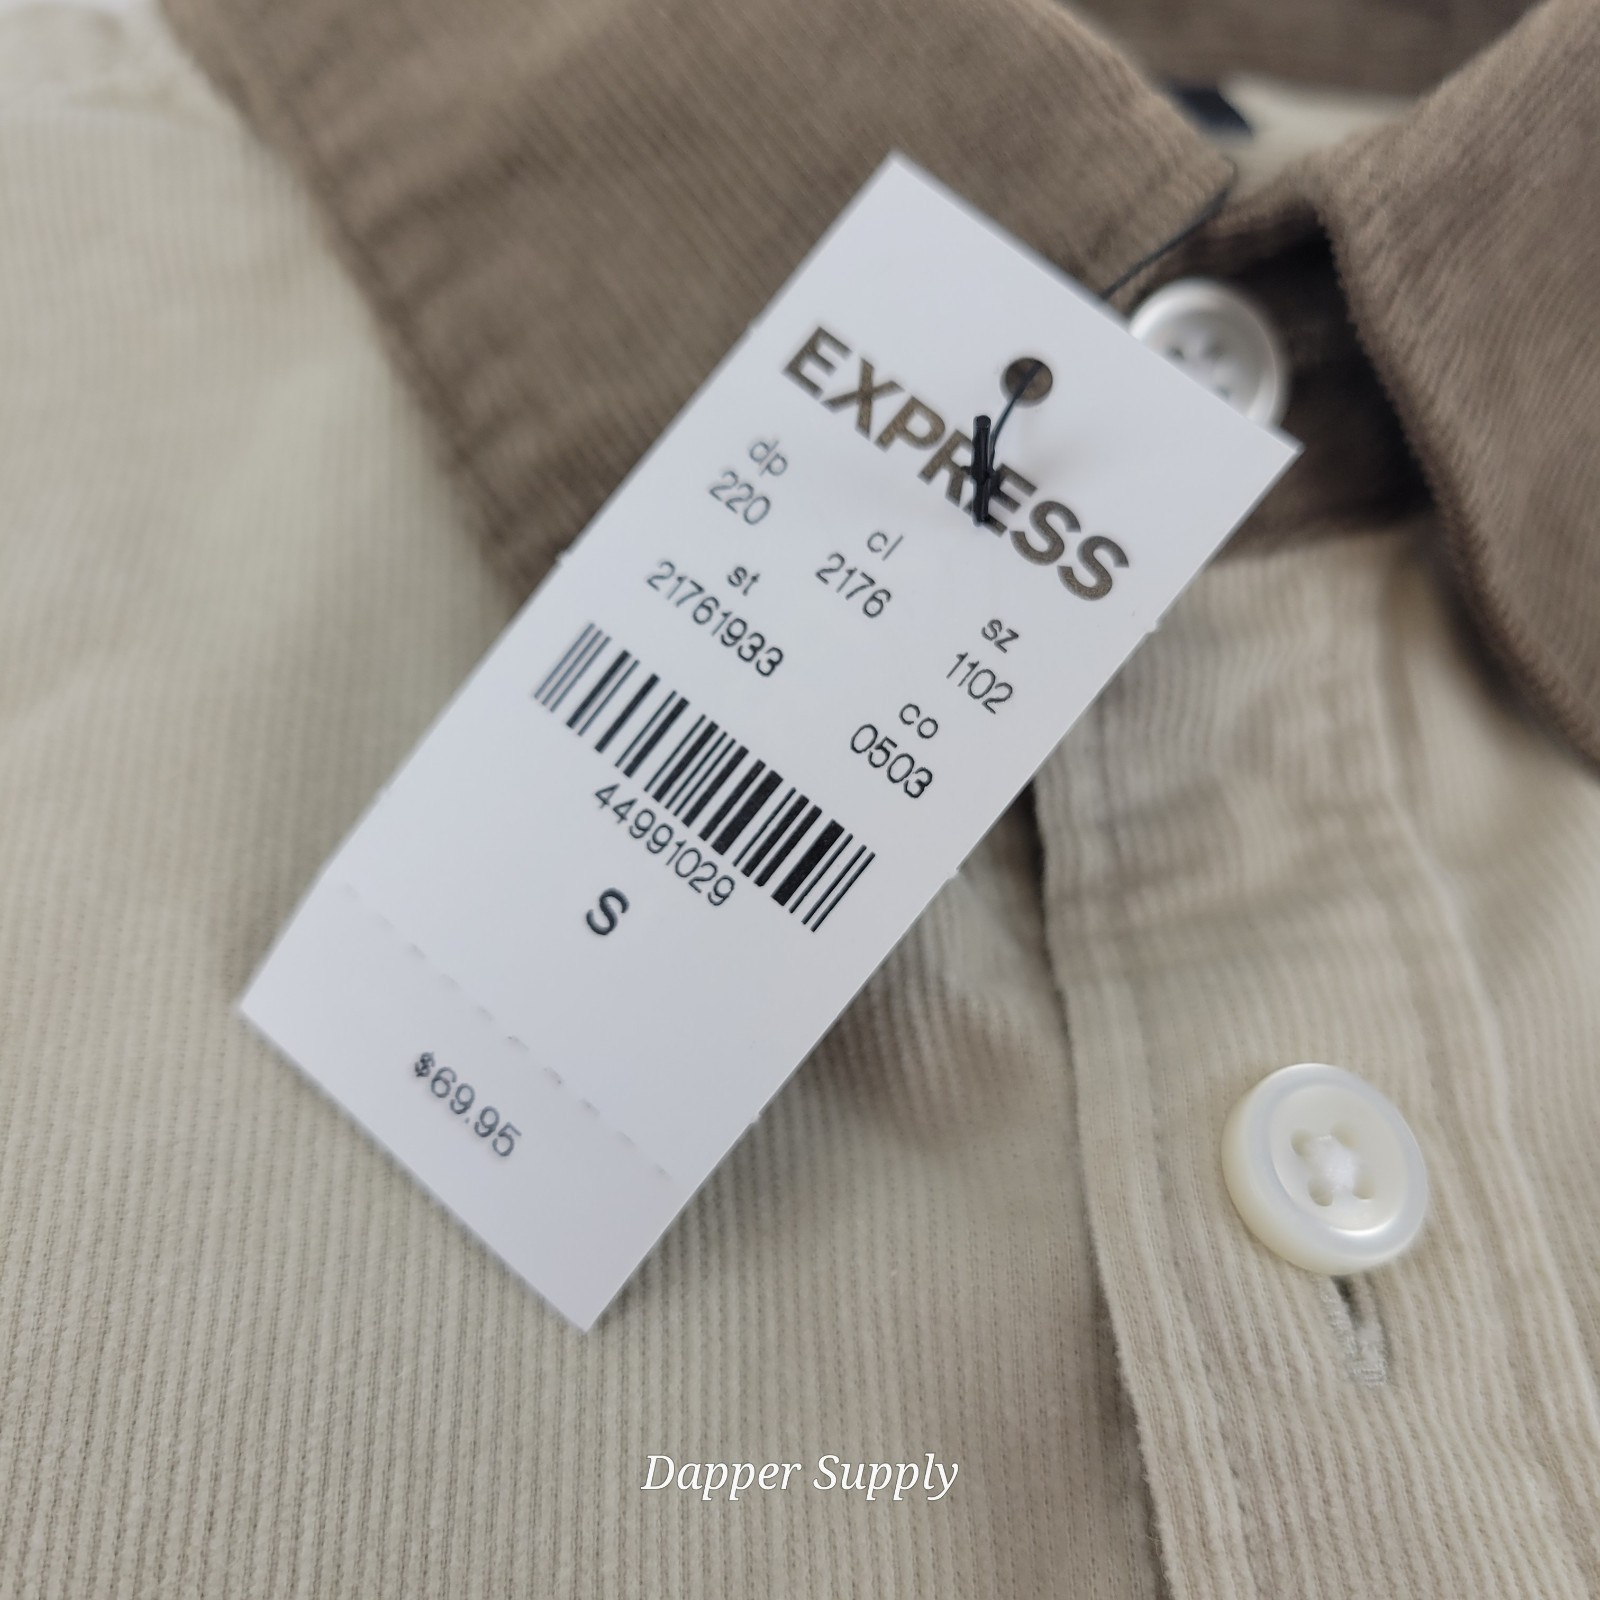 EXPRESS
dp cl sz
220 2176 1102
st co
21761933 0503
44991029
S
$69.95
Dapper Supply